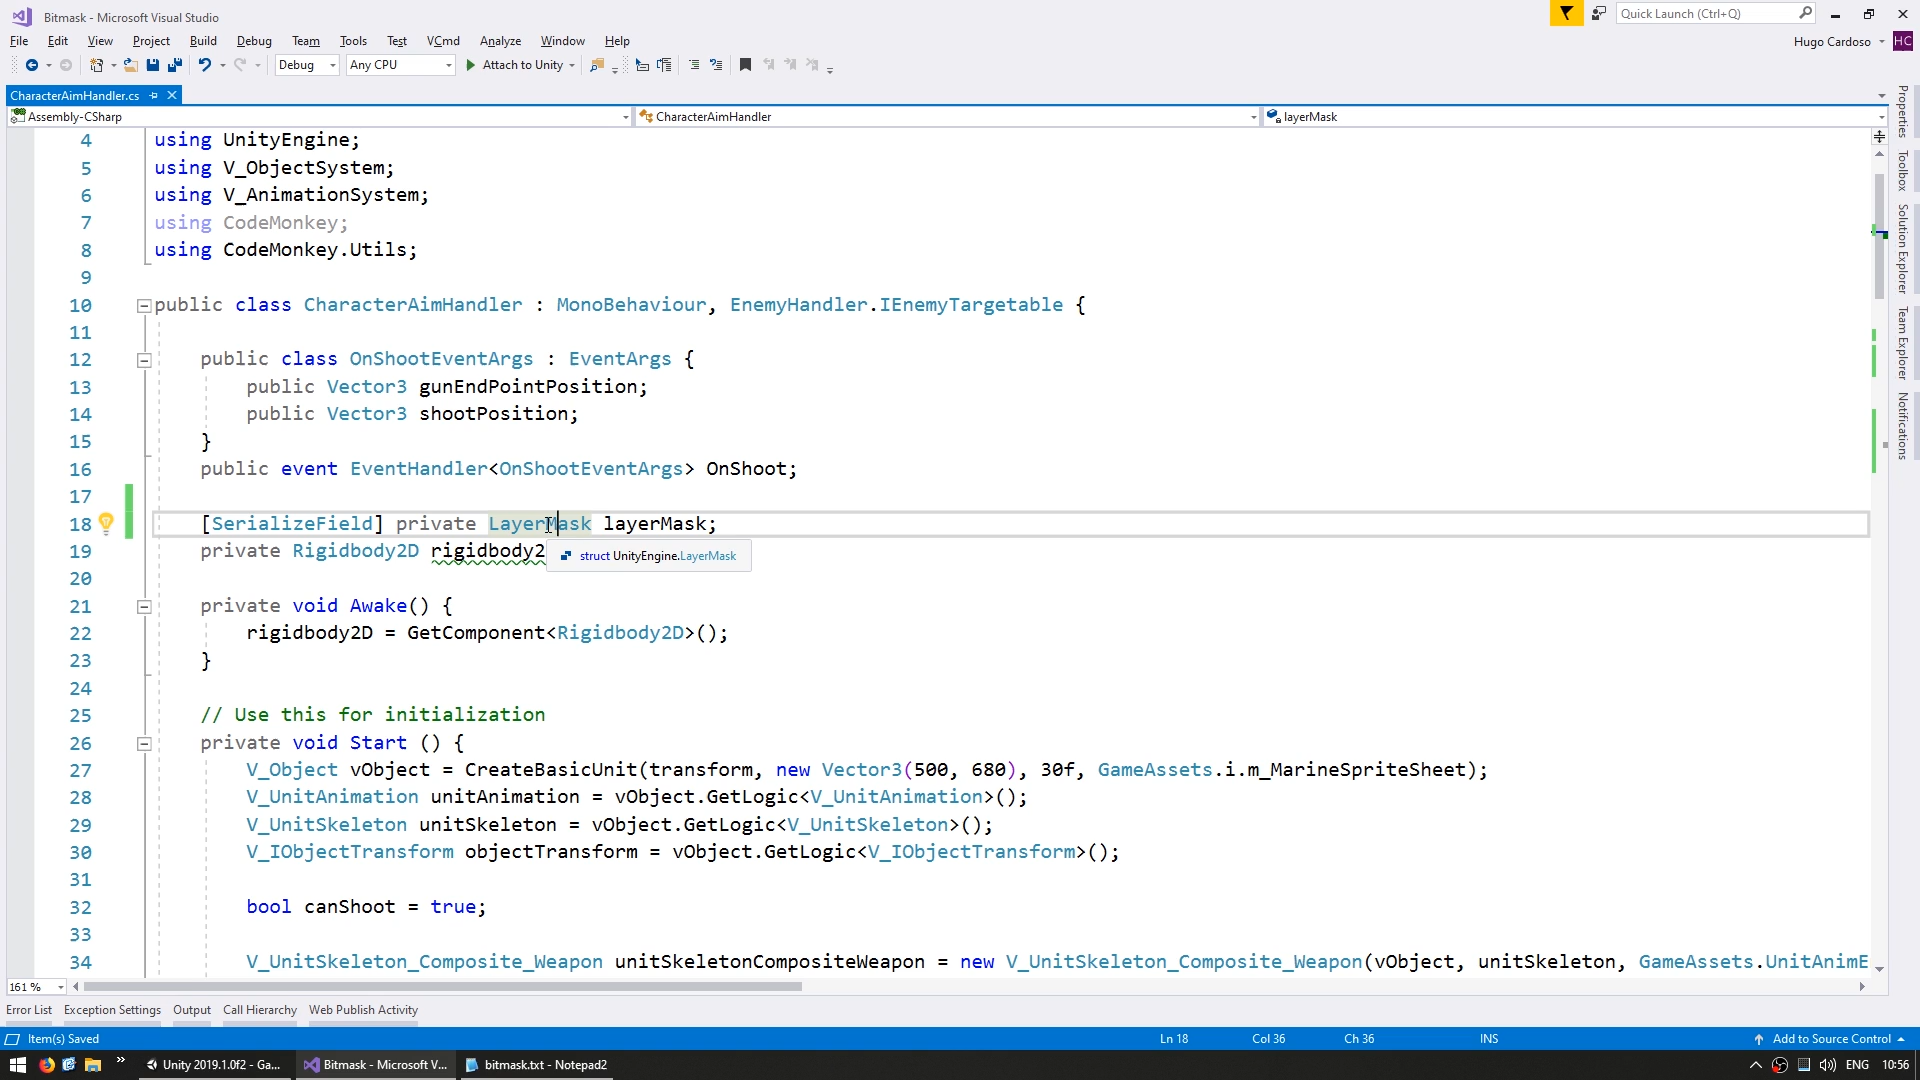 Bitmask - Microsoft Visual Studio
Quick Launch (Ctrl+Q)
File Edit View Project Build Debug Team Tools Test VCmd Analyze Window Help
Hugo Cardoso HC
Debug Any CPU Attach to Unity
CharacterAimHandler.cs
Assembly-CSharp CharacterAimHandler layerMask
4 using UnityEngine;
5 using V_ObjectSystem;
6 using V_AnimationSystem;
7 using CodeMonkey;
8 using CodeMonkey.Utils;
9
10 public class CharacterAimHandler : MonoBehaviour, EnemyHandler.IEnemyTargetable {
11
12 public class OnShootEventArgs : EventArgs {
13 public Vector3 gunEndPointPosition;
14 public Vector3 shootPosition;
15 }
16 public event EventHandler<OnShootEventArgs> OnShoot;
17
18 [SerializeField] private LayerMask layerMask;
19 private Rigidbody2D rigidbody2
struct UnityEngine.LayerMask
20
21 private void Awake() {
22 rigidbody2D = GetComponent<Rigidbody2D>();
23 }
24
25 // Use this for initialization
26 private void Start () {
27 V_Object vObject = CreateBasicUnit(transform, new Vector3(500, 680), 30f, GameAssets.i.m_MarineSpriteSheet);
28 V_UnitAnimation unitAnimation = vObject.GetLogic<V_UnitAnimation>();
29 V_UnitSkeleton unitSkeleton = vObject.GetLogic<V_UnitSkeleton>();
30 V_IObjectTransform objectTransform = vObject.GetLogic<V_IObjectTransform>();
31
32 bool canShoot = true;
33
34 V_UnitSkeleton_Composite_Weapon unitSkeletonCompositeWeapon = new V_UnitSkeleton_Composite_Weapon(vObject, unitSkeleton, GameAssets.UnitAnimE
Properties
Toolbox
Solution Explorer
Team Explorer
Notifications
161 %
Error List Exception Settings Output Call Hierarchy Web Publish Activity
Item(s) Saved Ln 18 Col 36 Ch 36 INS Add to Source Control
Unity 2019.1.0f2 - Ga... Bitmask - Microsoft V... bitmask.txt - Notepad2 ENG 10:56